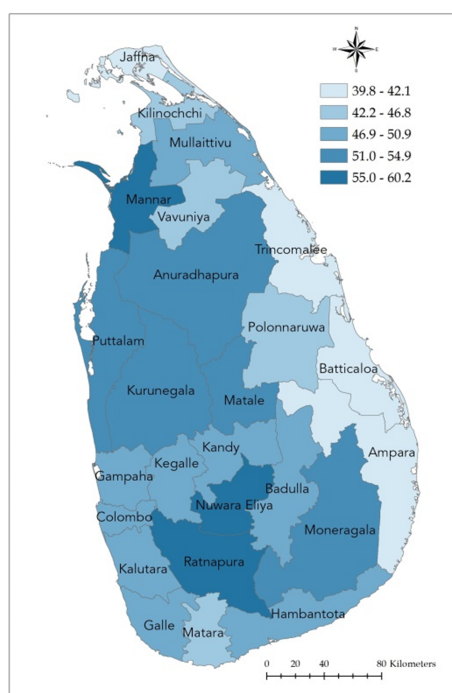 N
W
E
S
39.8 - 42.1
42.2 - 46.8
46.9 - 50.9
51.0 - 54.9
55.0 - 60.2
Jaffna
Kilinochchi
Mullaittivu
Mannar
Vavuniya
Trincomalee
Anuradhapura
Polonnaruwa
Puttalam
Batticaloa
Kurunegala
Matale
Kandy
Ampara
Kegalle
Gampaha
Badulla
Nuwara Eliya
Colombo
Moneragala
Ratnapura
Kalutara
Hambantota
Galle
Matara
0 20 40 80 Kilometers